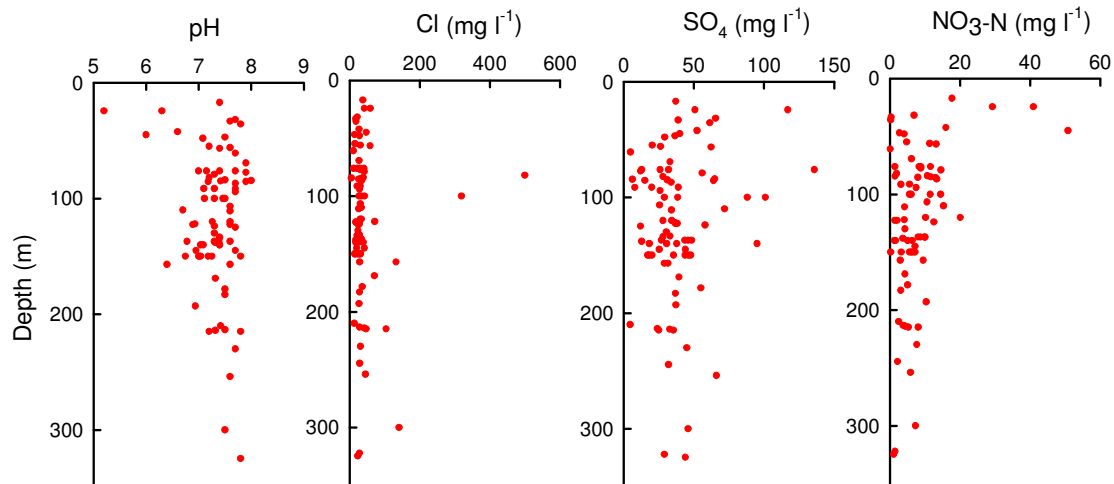 pH
Cl (mg l⁻¹)
SO₄ (mg l⁻¹)
NO₃-N (mg l⁻¹)
5 6 7 8 9
0 200 400 600
0 50 100 150
0 20 40 60
0 0 0 0
100 100 100 100
200 200 200 200
300 300 300 300
Depth (m)